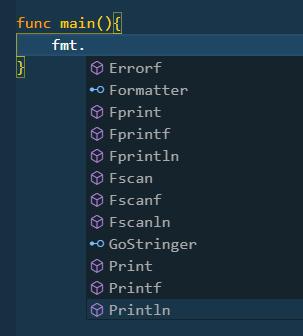 func main(){
fmt.
}
Errorf
Formatter
Fprint
Fprintf
Fprintln
Fscan
Fscanf
Fscanln
GoStringer
Print
Printf
Println